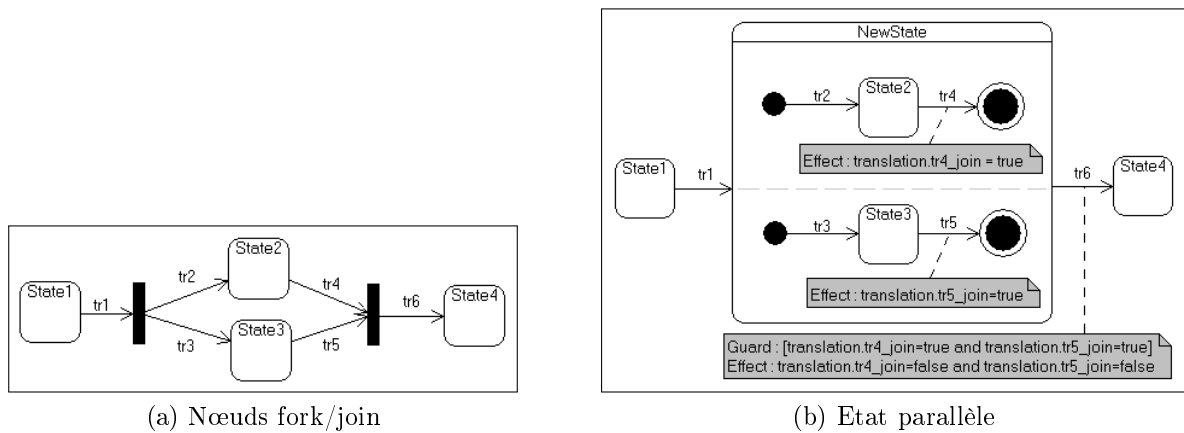 State1
tr1
tr2
tr3
State2
State3
tr4
tr5
tr6
State4
(a) Nœuds fork/join
NewState
State1
tr1
tr2
State2
tr4
Effect : translation.tr4_join = true
tr3
State3
tr5
Effect : translation.tr5_join=true
tr6
State4
Guard : [translation.tr4_join=true and translation.tr5_join=true]
Effect : translation.tr4_join=false and translation.tr5_join=false
(b) Etat parallèle